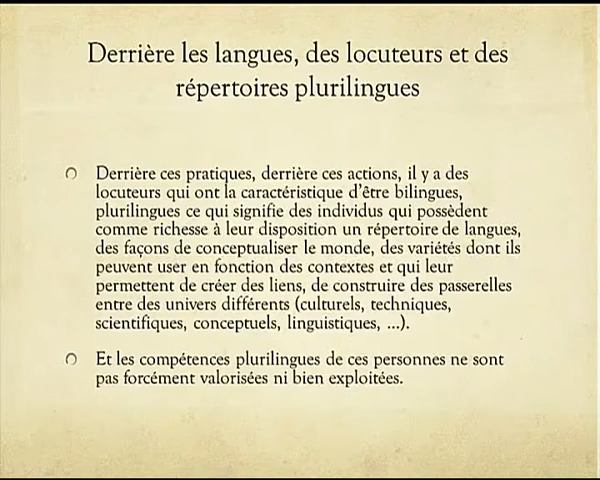 Derrière les langues, des locuteurs et des
répertoires plurilingues
Derrière ces pratiques, derrière ces actions, il y a des
locuteurs qui ont la caractéristique d'être bilingues,
plurilingues ce qui signifie des individus qui possèdent
comme richesse à leur disposition un répertoire de langues,
des façons de conceptualiser le monde, des variétés dont ils
peuvent user en fonction des contextes et qui leur
permettent de créer des liens, de construire des passerelles
entre des univers différents (culturels, techniques,
scientifiques, conceptuels, linguistiques, ...).
Et les compétences plurilingues de ces personnes ne sont
pas forcément valorisées ni bien exploitées.